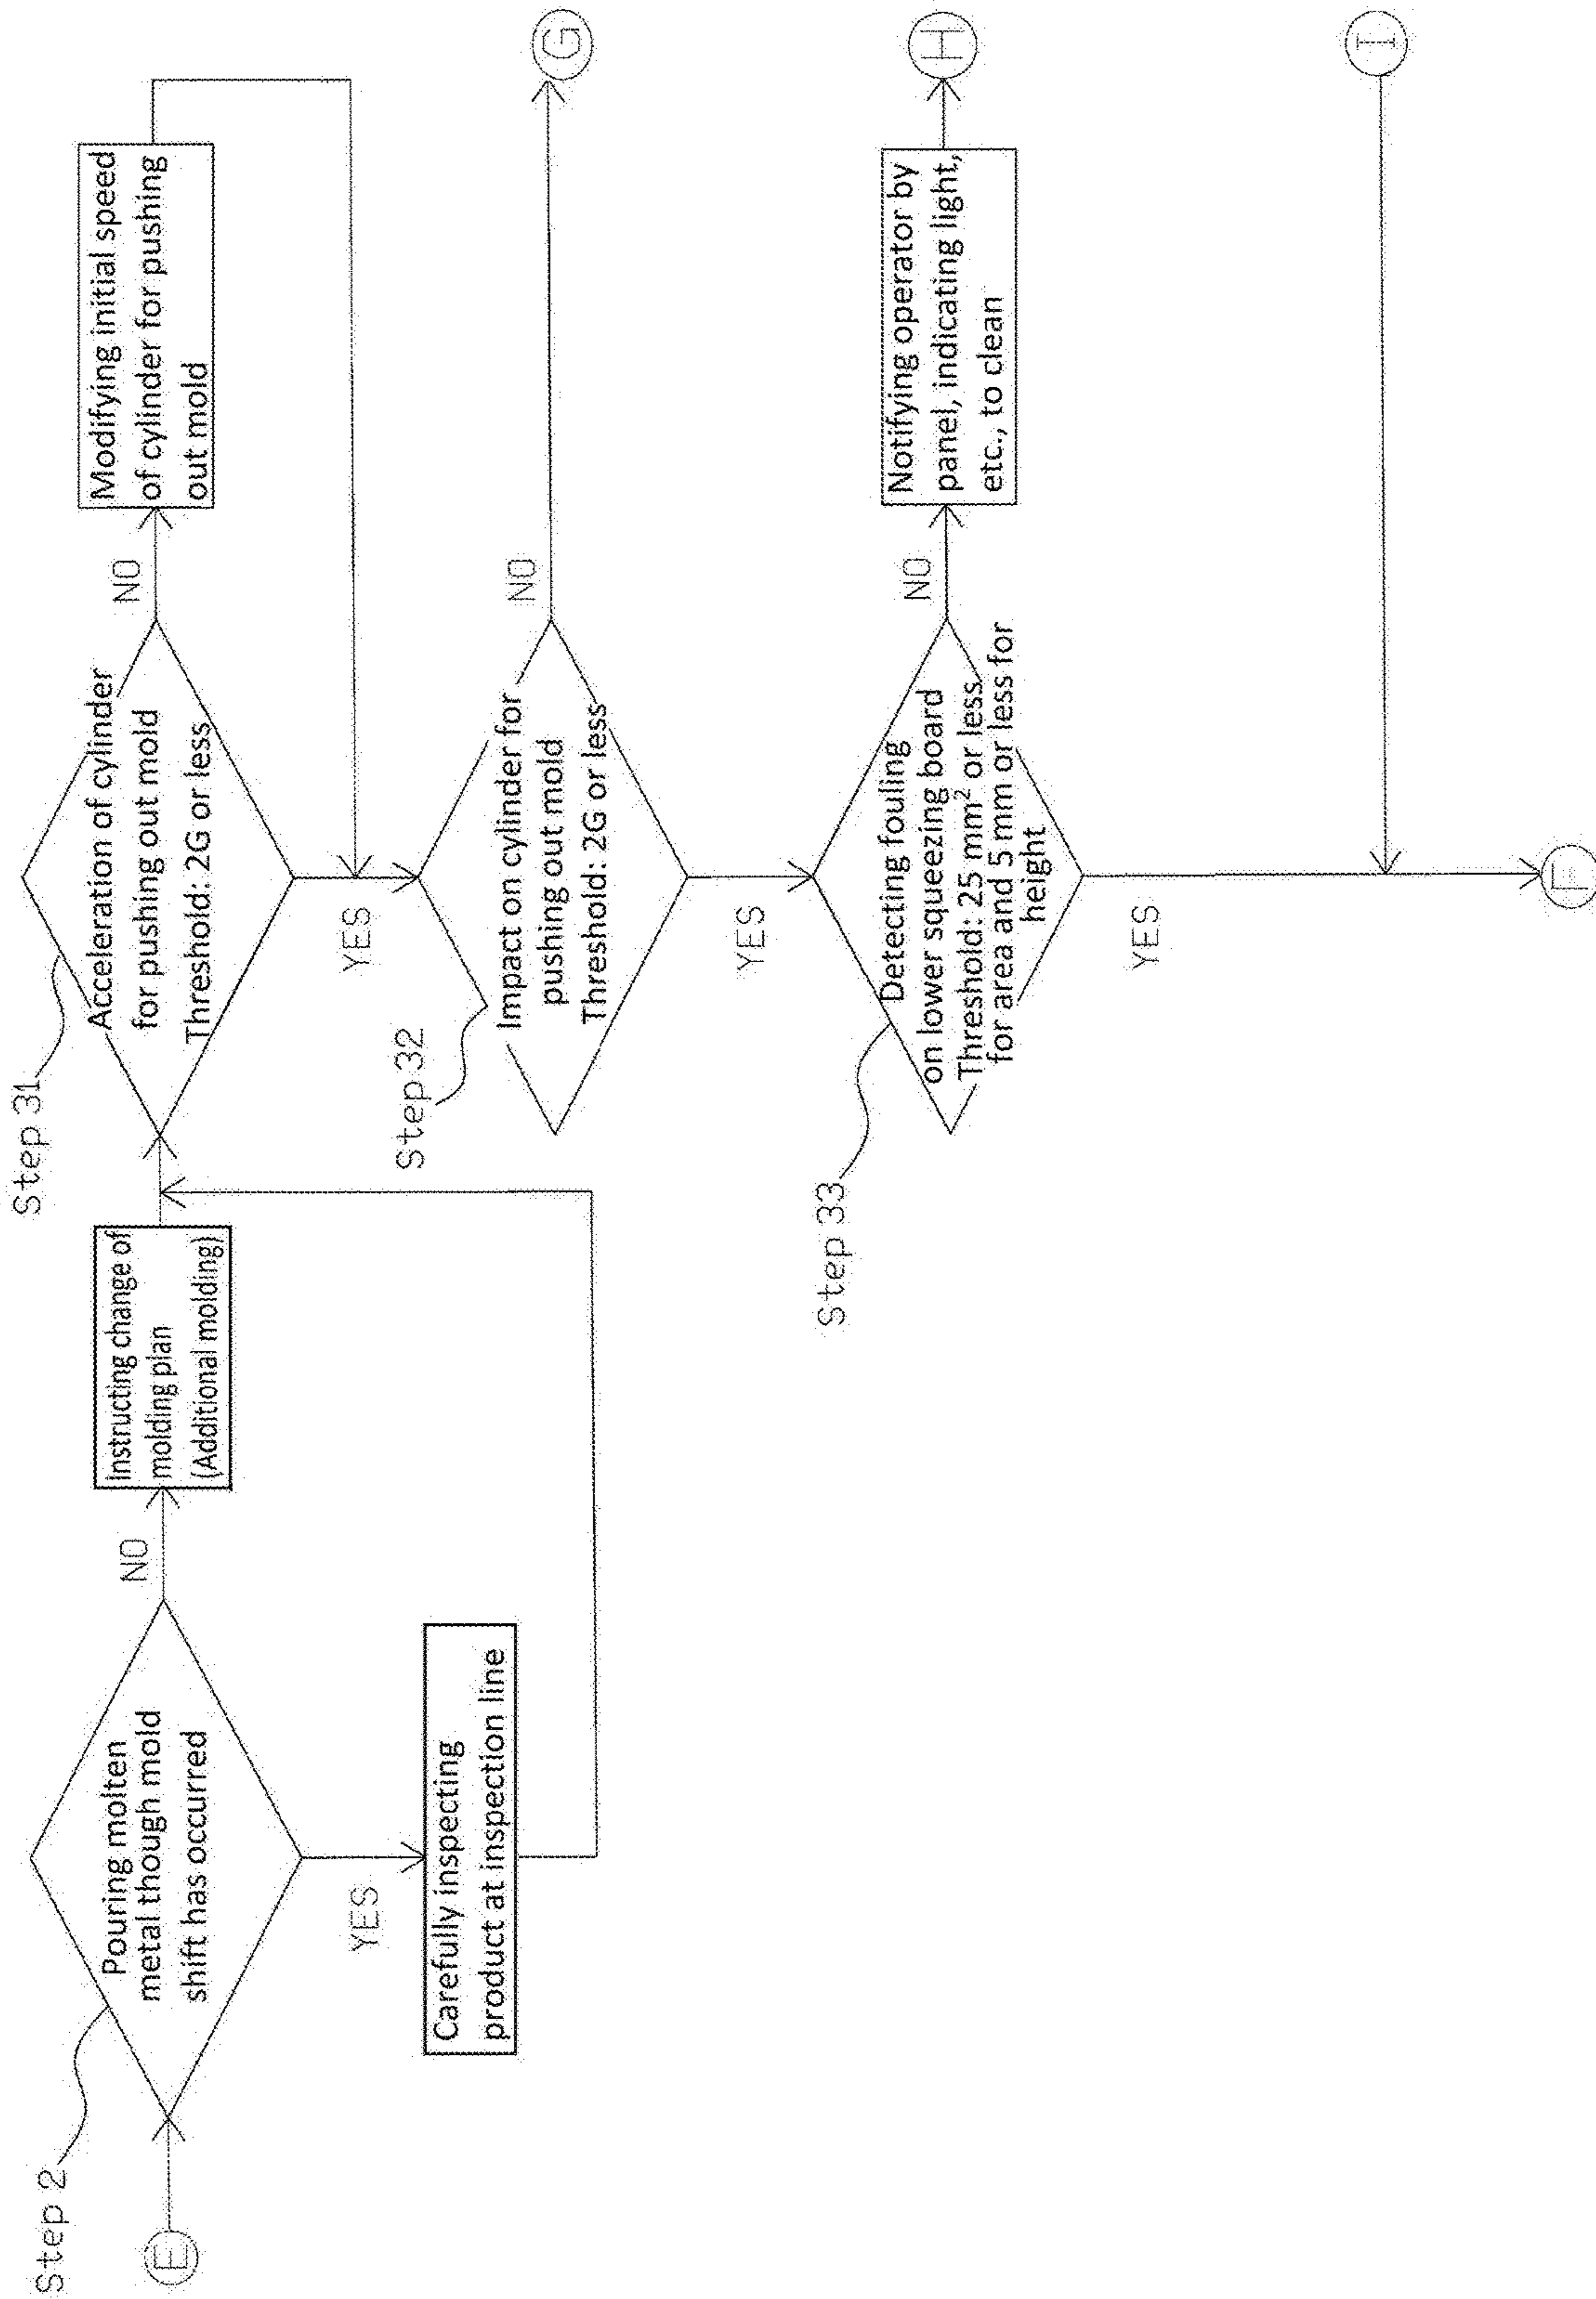 Step 2
E
Pouring molten
metal though mold
shift has occurred
NO
YES
Carefully inspecting
product at inspection line
Instructing change of
molding plan
(Additional molding)
Step 31
Acceleration of cylinder
for pushing out mold
Threshold: 2G or less
NO
Modifying initial speed
of cylinder for pushing
out mold
YES
Step 32
Impact on cylinder for
pushing out mold
Threshold: 2G or less
NO
G
YES
Step 33
Detecting fouling
on lower squeezing board
Threshold: 25 mm² or less
for area and 5 mm or less for
height
NO
Notifying operator by
panel, indicating light,
etc., to clean
H
YES
I
F